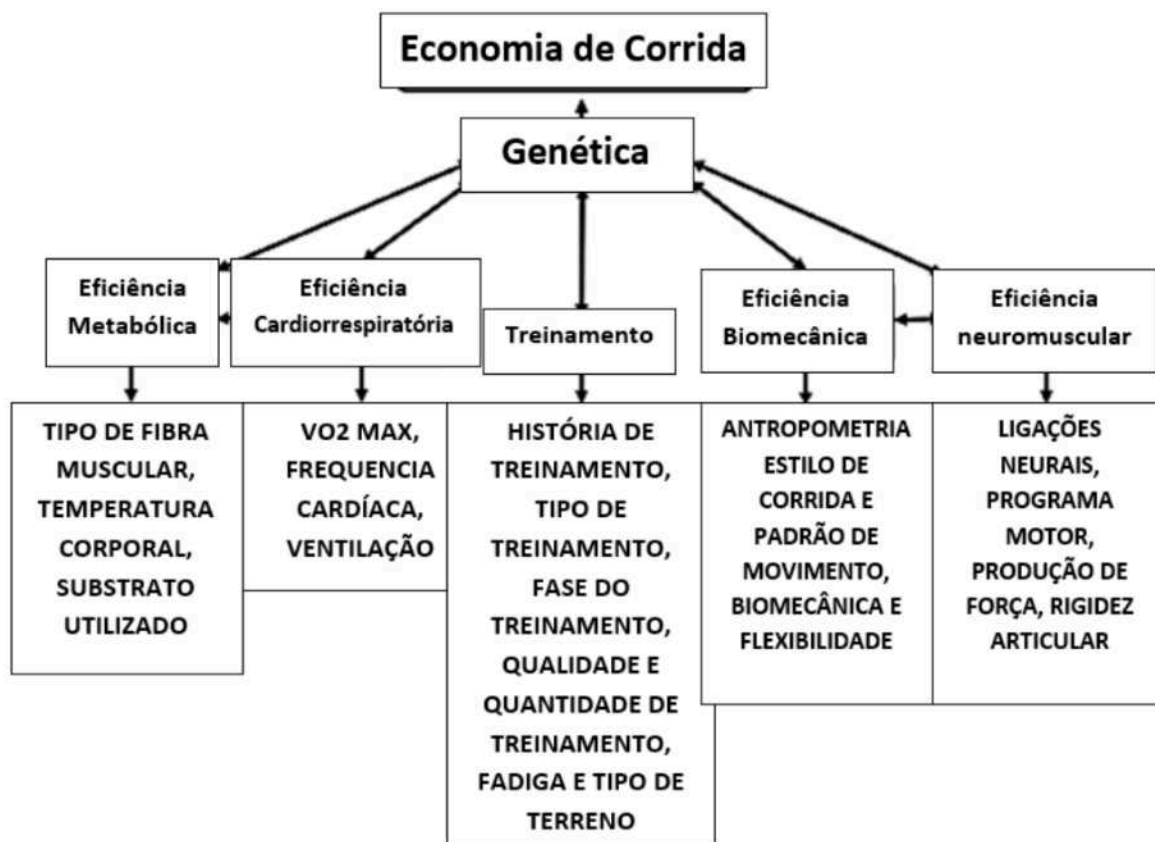 Economia de Corrida
Genética
Eficiência
Metabólica
Eficiência
Cardiorrespiratória
Treinamento
Eficiência
Biomecânica
Eficiência
neuromuscular
TIPO DE FIBRA
MUSCULAR,
TEMPERATURA
CORPORAL,
SUBSTRATO
UTILIZADO
VO2 MAX,
FREQUENCIA
CARDÍACA,
VENTILAÇÃO
HISTÓRIA DE
TREINAMENTO,
TIPO DE
TREINAMENTO,
FASE DO
TREINAMENTO,
QUALIDADE E
QUANTIDADE DE
TREINAMENTO,
FADIGA E TIPO DE
TERRENO
ANTROPOMETRIA
ESTILO DE
CORRIDA E
PADRÃO DE
MOVIMENTO,
BIOMECÂNICA E
FLEXIBILIDADE
LIGAÇÕES
NEURAIS,
PROGRAMA
MOTOR,
PRODUÇÃO DE
FORÇA, RIGIDEZ
ARTICULAR